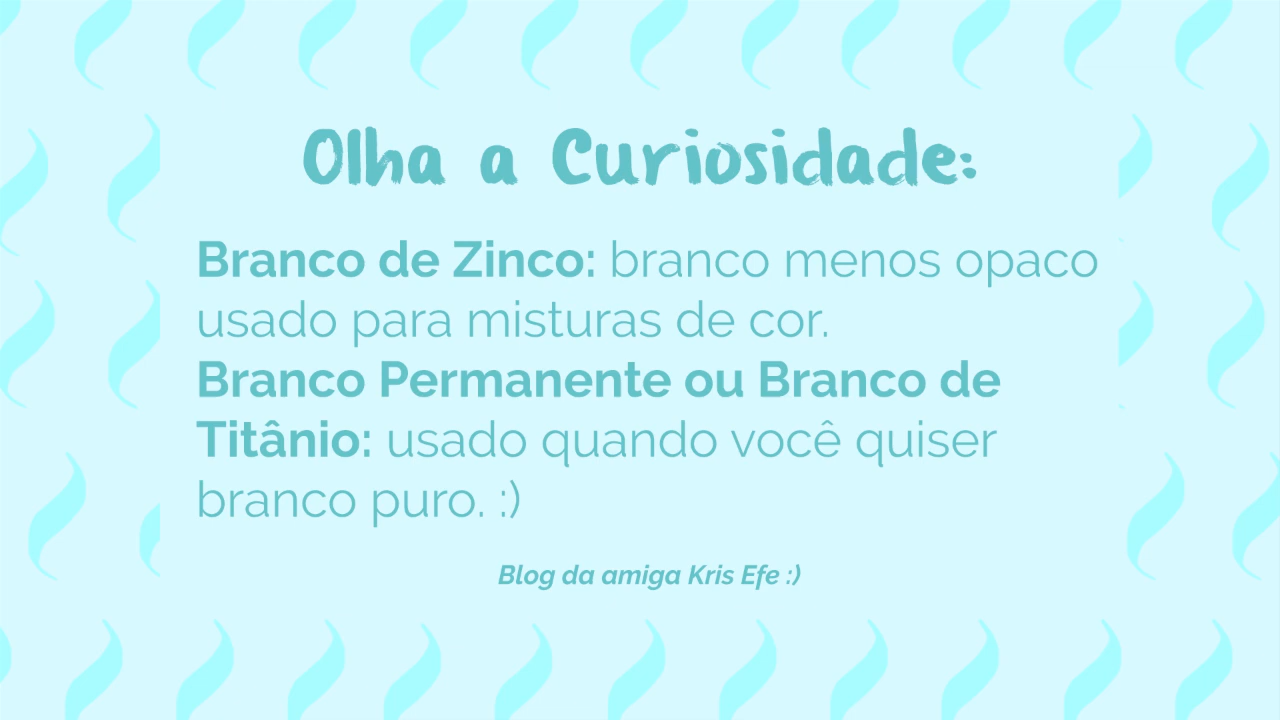 Olha a Curiosidade:
Branco de Zinco: branco menos opaco
usado para misturas de cor.
Branco Permanente ou Branco de
Titânio: usado quando você quiser
branco puro. :)
Blog da amiga Kris Efe :)